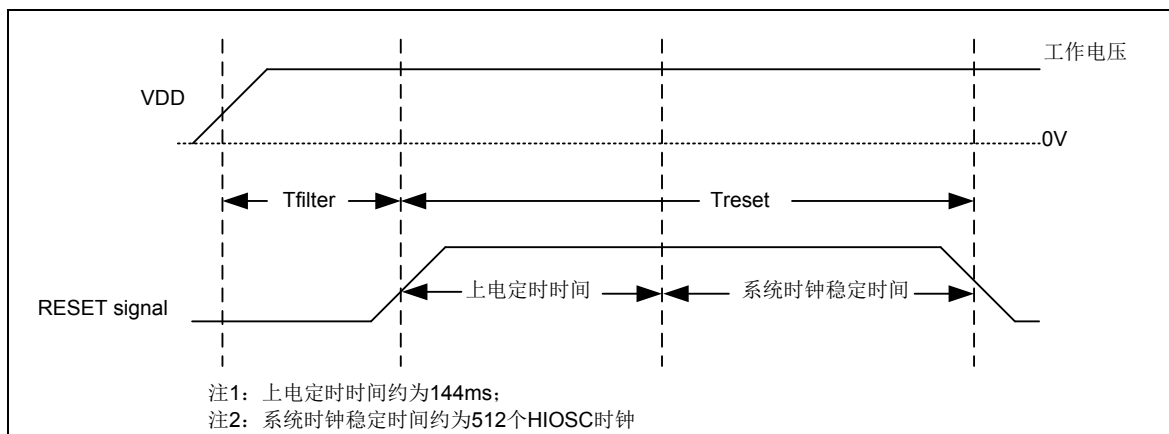 工作电压
VDD
0V
Tfilter
Treset
上电定时时间
系统时钟稳定时间
RESET signal
注1：上电定时时间约为144ms；
注2：系统时钟稳定时间约为512个HIOSC时钟